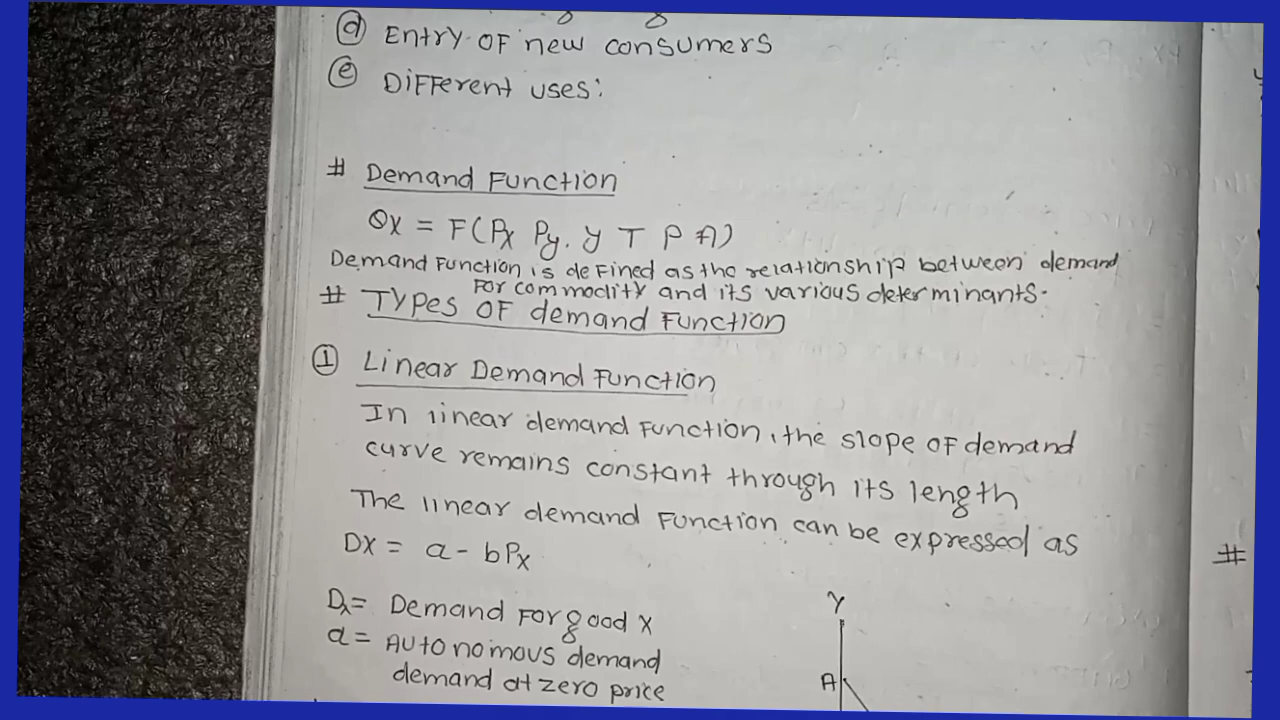 ⓓ Entry of new consumers
ⓔ Different uses:
# Demand Function
Qx = F(Px Py. y T P A)
Demand Function is defined as the relationship between demand
For commodity and its various determinants.
# Types of demand Function
① Linear Demand Function
In linear demand Function, the slope of demand
curve remains constant through its length
The linear demand Function can be expressed as
Dx = a - bPx
#
Dx = Demand For good x
a = Autonomous demand
demand at zero price
Y
A